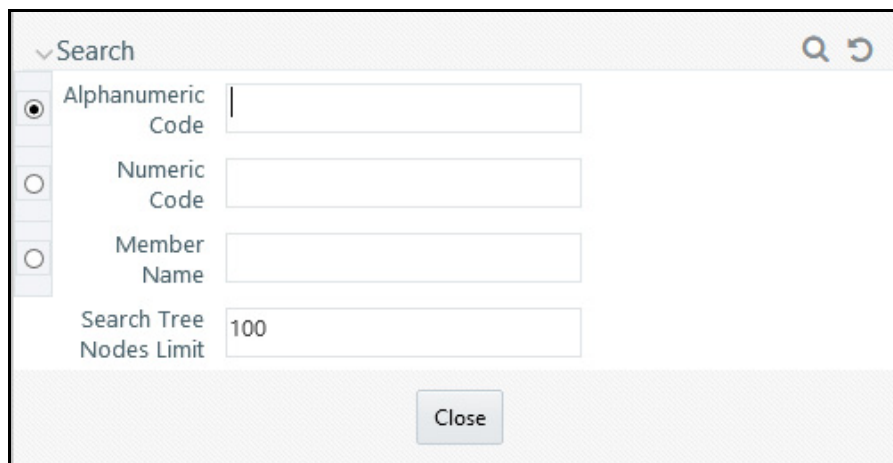 Search
Alphanumeric
Code
Numeric
Code
Member
Name
Search Tree
Nodes Limit
100
Close